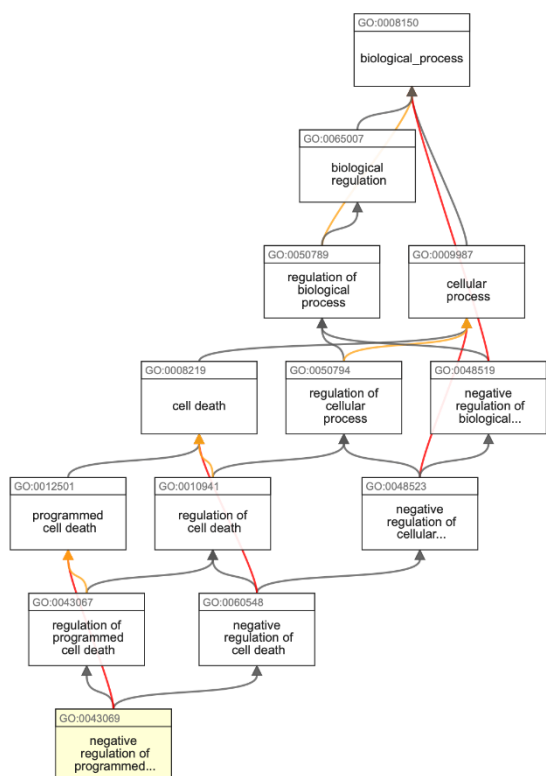 GO:0008150
biological_process
GO:0065007
biological
regulation
GO:0050789
regulation of
biological
process
GO:0009987
cellular
process
GO:0008219
cell death
GO:0050794
regulation of
cellular
process
GO:0048519
negative
regulation of
biological...
GO:0012501
programmed
cell death
GO:0010941
regulation of
cell death
GO:0048523
negative
regulation of
cellular...
GO:0043067
regulation of
programmed
cell death
GO:0060548
negative
regulation of
cell death
GO:0043069
negative
regulation of
programmed...